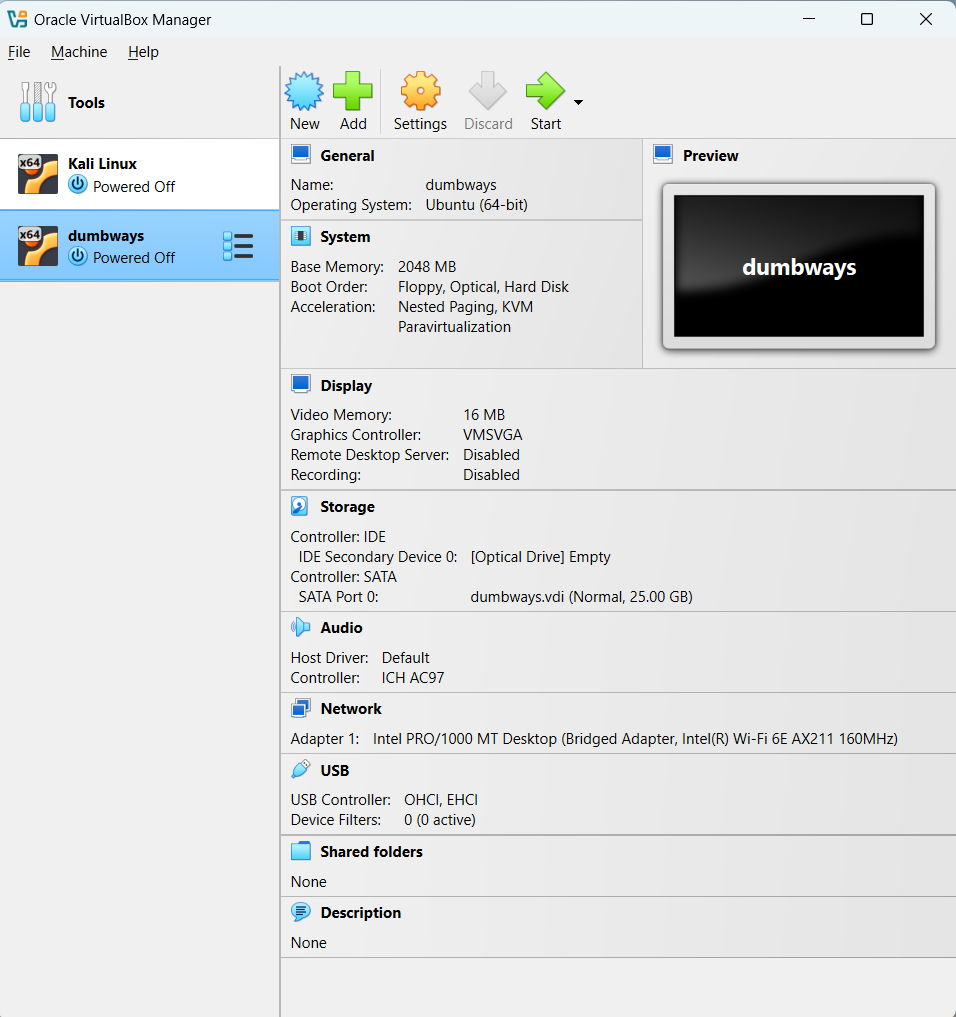 Oracle VirtualBox Manager
File Machine Help
Tools
New Add Settings Discard Start
x64 Kali Linux
Powered Off
x64 dumbways
Powered Off
General
Name: dumbways
Operating System: Ubuntu (64-bit)
System
Base Memory: 2048 MB
Boot Order: Floppy, Optical, Hard Disk
Acceleration: Nested Paging, KVM
Paravirtualization
Preview
dumbways
Display
Video Memory: 16 MB
Graphics Controller: VMSVGA
Remote Desktop Server: Disabled
Recording: Disabled
Storage
Controller: IDE
IDE Secondary Device 0: [Optical Drive] Empty
Controller: SATA
SATA Port 0: dumbways.vdi (Normal, 25.00 GB)
Audio
Host Driver: Default
Controller: ICH AC97
Network
Adapter 1: Intel PRO/1000 MT Desktop (Bridged Adapter, Intel(R) Wi-Fi 6E AX211 160MHz)
USB
USB Controller: OHCI, EHCI
Device Filters: 0 (0 active)
Shared folders
None
Description
None